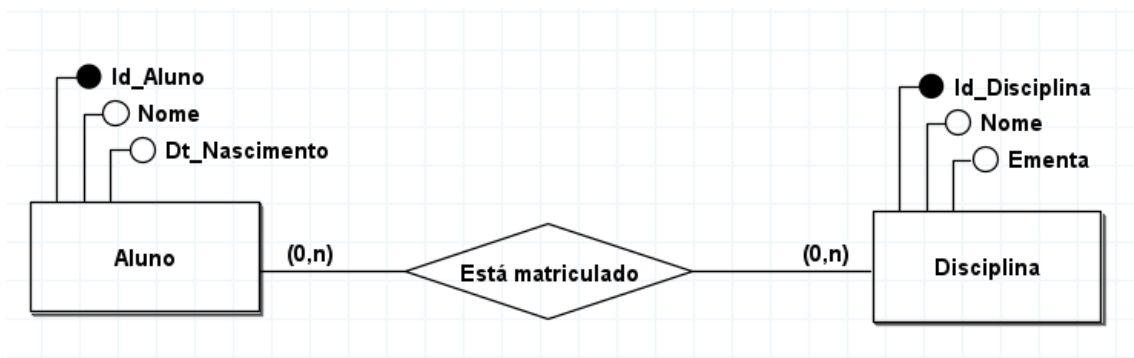 Id_Aluno
Nome
Dt_Nascimento
Aluno
(0,n)
Está matriculado
(0,n)
Id_Disciplina
Nome
Ementa
Disciplina